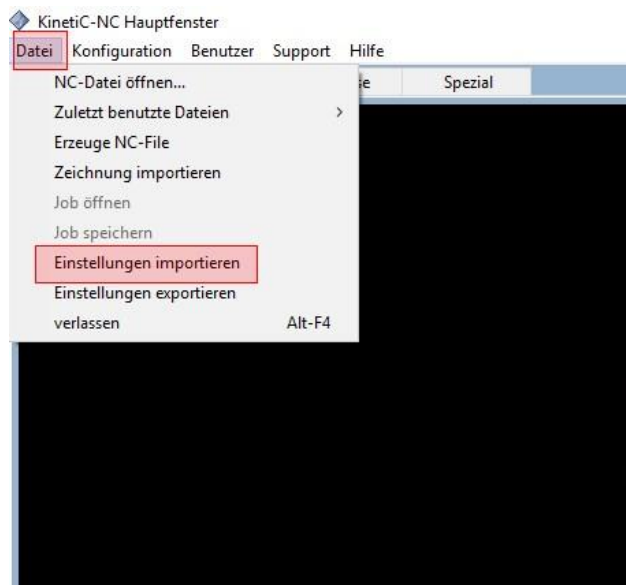 KinetiC-NC Hauptfenster
Datei Konfiguration Benutzer Support Hilfe
Spezial
NC-Datei öffnen...
Zuletzt benutzte Dateien >
Erzeuge NC-File
Zeichnung importieren
Job öffnen
Job speichern
Einstellungen importieren
Einstellungen exportieren
verlassen Alt-F4